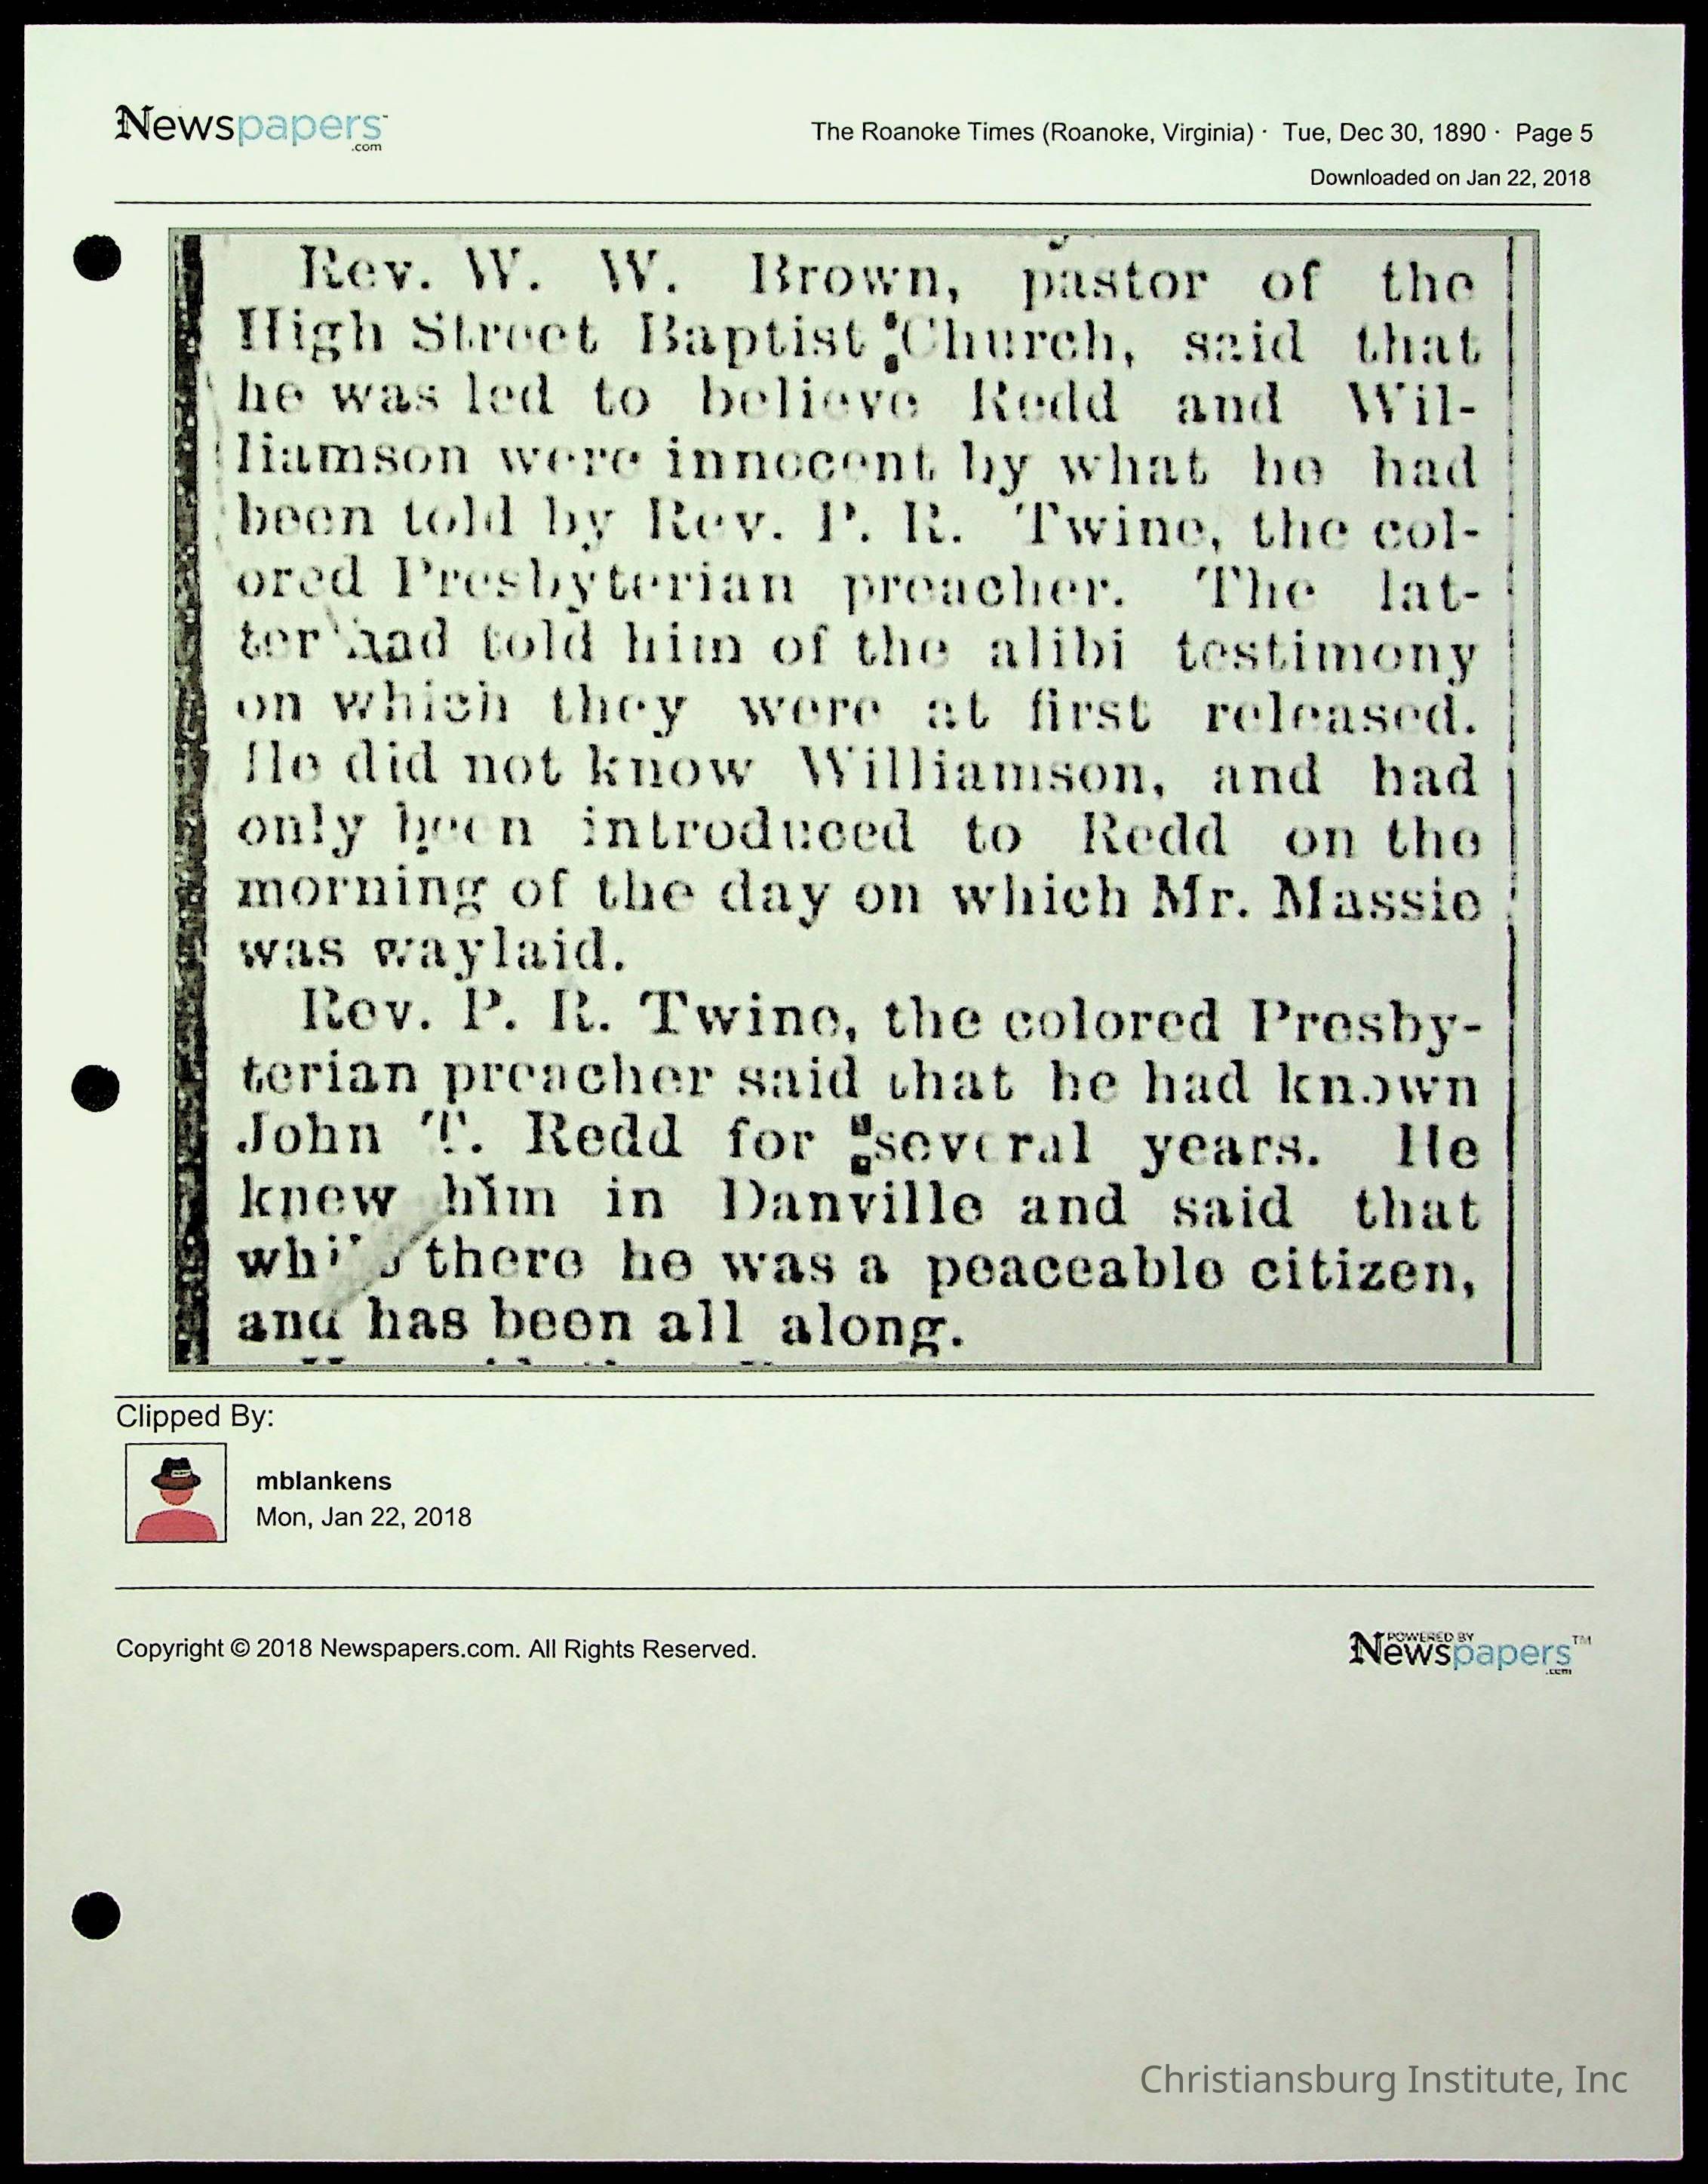 Newspapers™
.com
The Roanoke Times (Roanoke, Virginia) · Tue, Dec 30, 1890 · Page 5
Downloaded on Jan 22, 2018
Rev. W. W. Brown, pastor of the
High Street Baptist Church, said that
he was led to believe Redd and Wil-
liamson were innocent by what he had
been told by Rev. P. R. Twine, the col-
ored Presbyterian preacher. The lat-
ter had told him of the alibi testimony
on which they were at first released.
He did not know Williamson, and had
only been introduced to Redd on the
morning of the day on which Mr. Massie
was waylaid.
Rev. P. R. Twine, the colored Presby-
terian preacher said that he had known
John T. Redd for several years. He
knew him in Danville and said that
while there he was a peaceable citizen,
and has been all along.
Clipped By:
mblankens
Mon, Jan 22, 2018
Copyright © 2018 Newspapers.com. All Rights Reserved.
POWERED BY
Newspapers™
.com
Christiansburg Institute, Inc